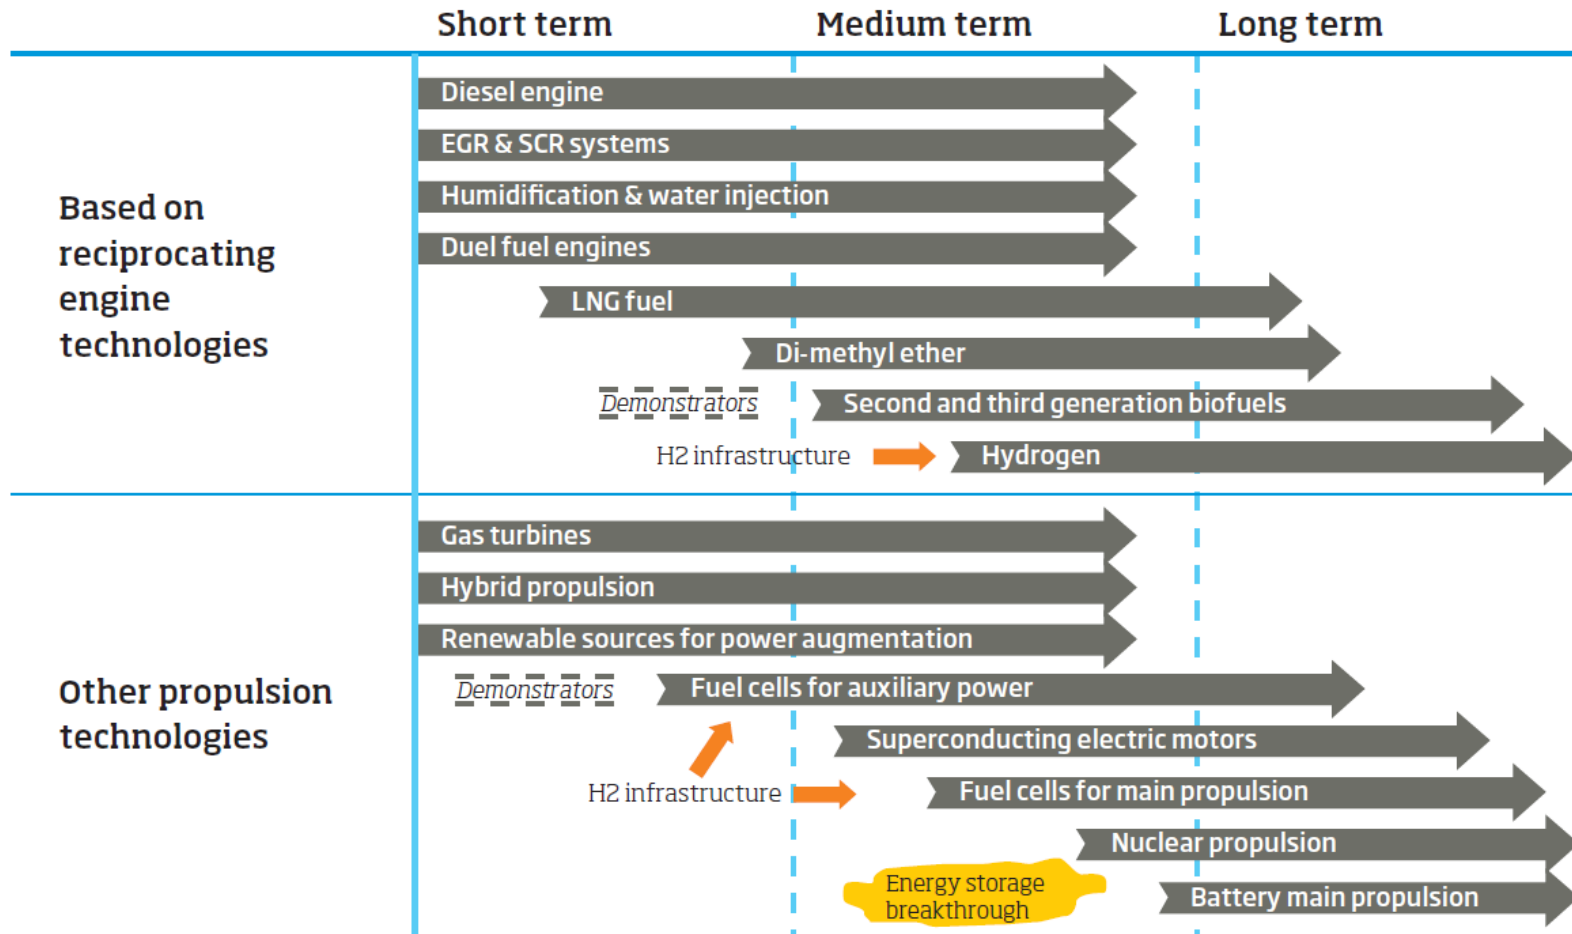 Short term
Medium term
Long term
Based on
reciprocating
engine
technologies
Diesel engine
EGR & SCR systems
Humidification & water injection
Duel fuel engines
LNG fuel
Di-methyl ether
Demonstrators
Second and third generation biofuels
H2 infrastructure
Hydrogen
Other propulsion
technologies
Gas turbines
Hybrid propulsion
Renewable sources for power augmentation
Demonstrators
Fuel cells for auxiliary power
Superconducting electric motors
H2 infrastructure
Fuel cells for main propulsion
Nuclear propulsion
Energy storage
breakthrough
Battery main propulsion